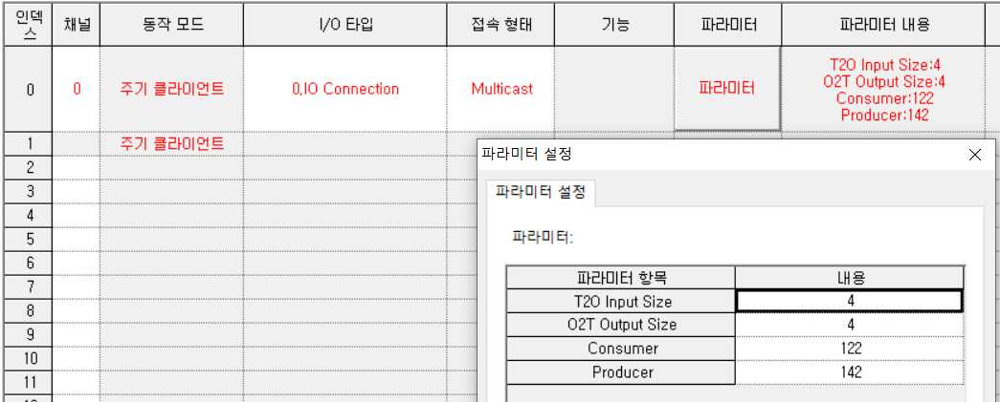 인덱스 채널 동작 모드 I/O 타입 접속 형태 기능 파라미터 파라미터 내용
0 0 주기 클라이언트 0,IO Connection Multicast 파라미터 T2O Input Size:4
O2T Output Size:4
Consumer:122
Producer:142
1 주기 클라이언트
2
3
4
5
6
7
8
9
10
11
파라미터 설정
파라미터 설정
파라미터:
파라미터 항목 내용
T2O Input Size 4
O2T Output Size 4
Consumer 122
Producer 142